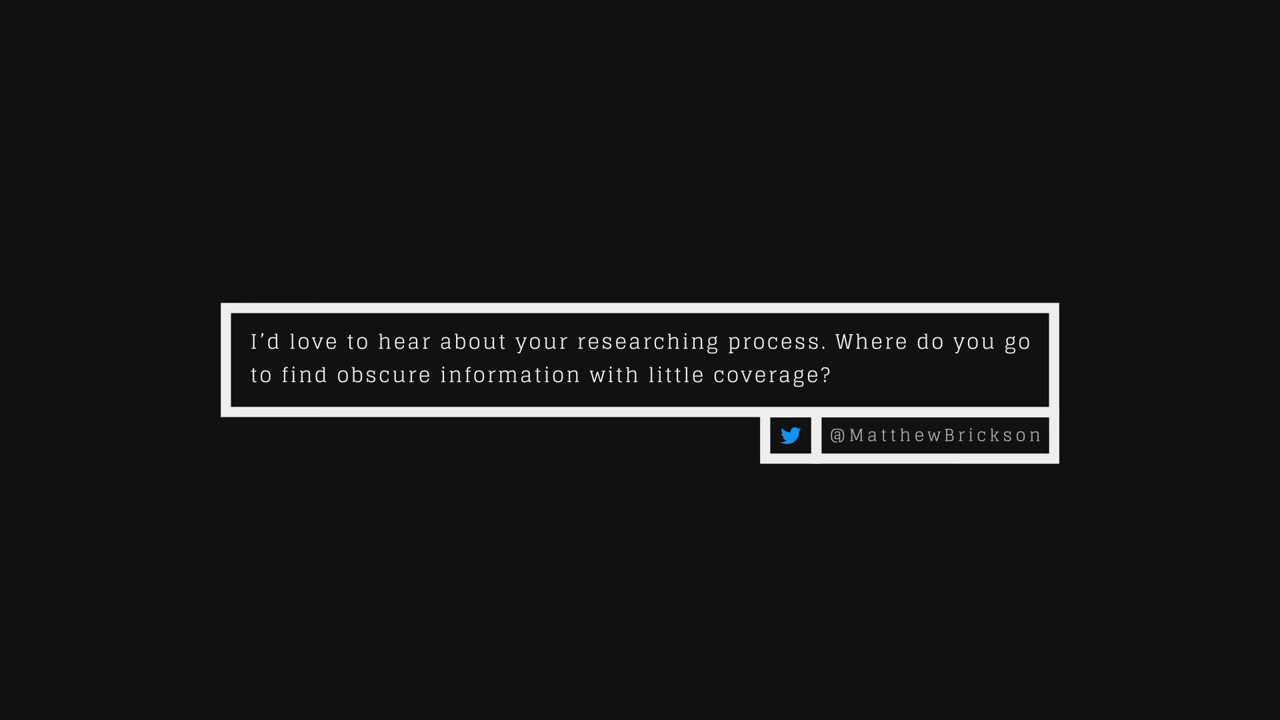 I’d love to hear about your researching process. Where do you go
to find obscure information with little coverage?
@MatthewBrickson